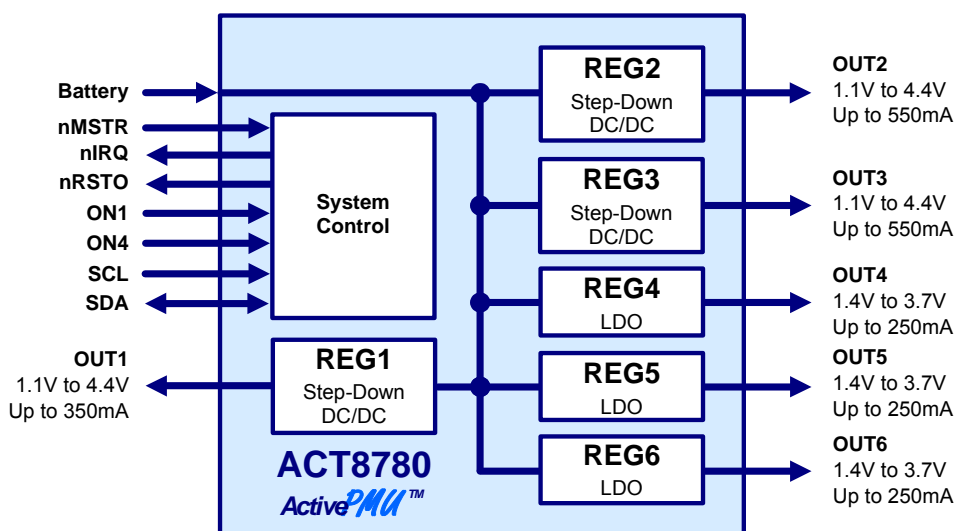 Battery
nMSTR
nIRQ
nRSTO
ON1
ON4
SCL
SDA
System
Control
OUT1
1.1V to 4.4V
Up to 350mA
REG1
Step-Down
DC/DC
ACT8780
ActivePMU™
REG2
Step-Down
DC/DC
OUT2
1.1V to 4.4V
Up to 550mA
REG3
Step-Down
DC/DC
OUT3
1.1V to 4.4V
Up to 550mA
REG4
LDO
OUT4
1.4V to 3.7V
Up to 250mA
REG5
LDO
OUT5
1.4V to 3.7V
Up to 250mA
REG6
LDO
OUT6
1.4V to 3.7V
Up to 250mA